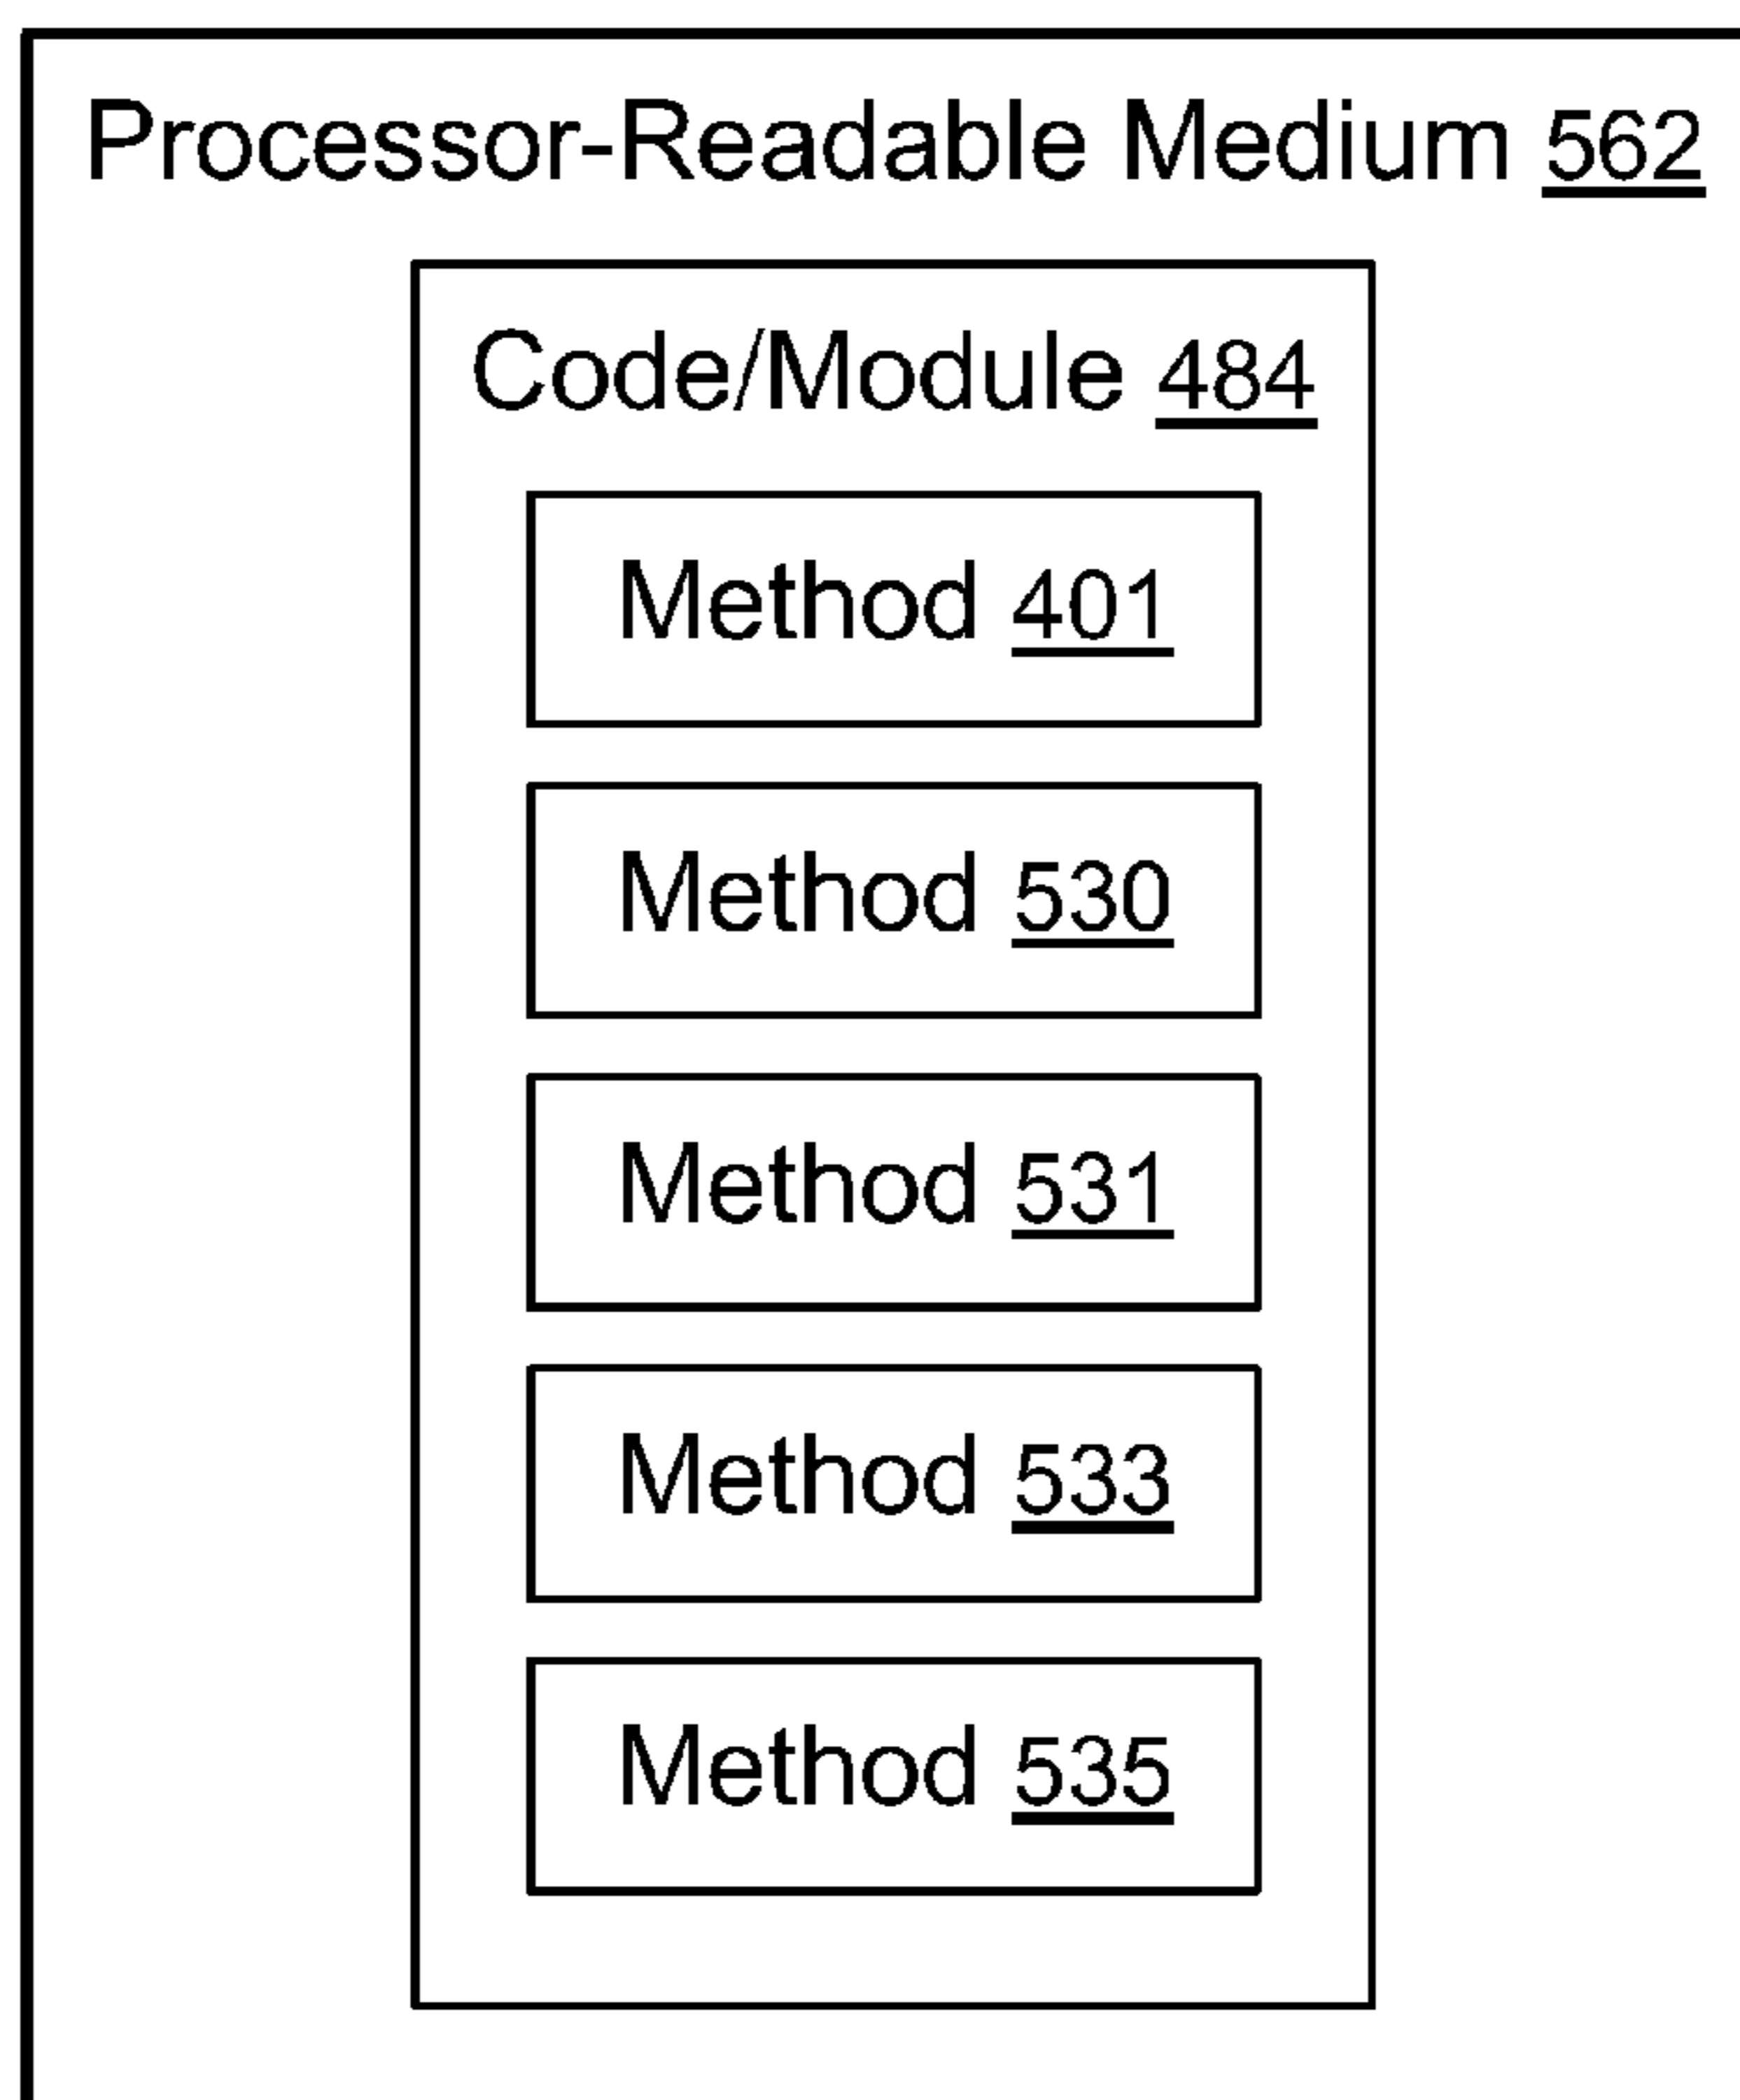 Processor-Readable Medium 562
Code/Module 484
Method 401
Method 530
Method 531
Method 533
Method 535